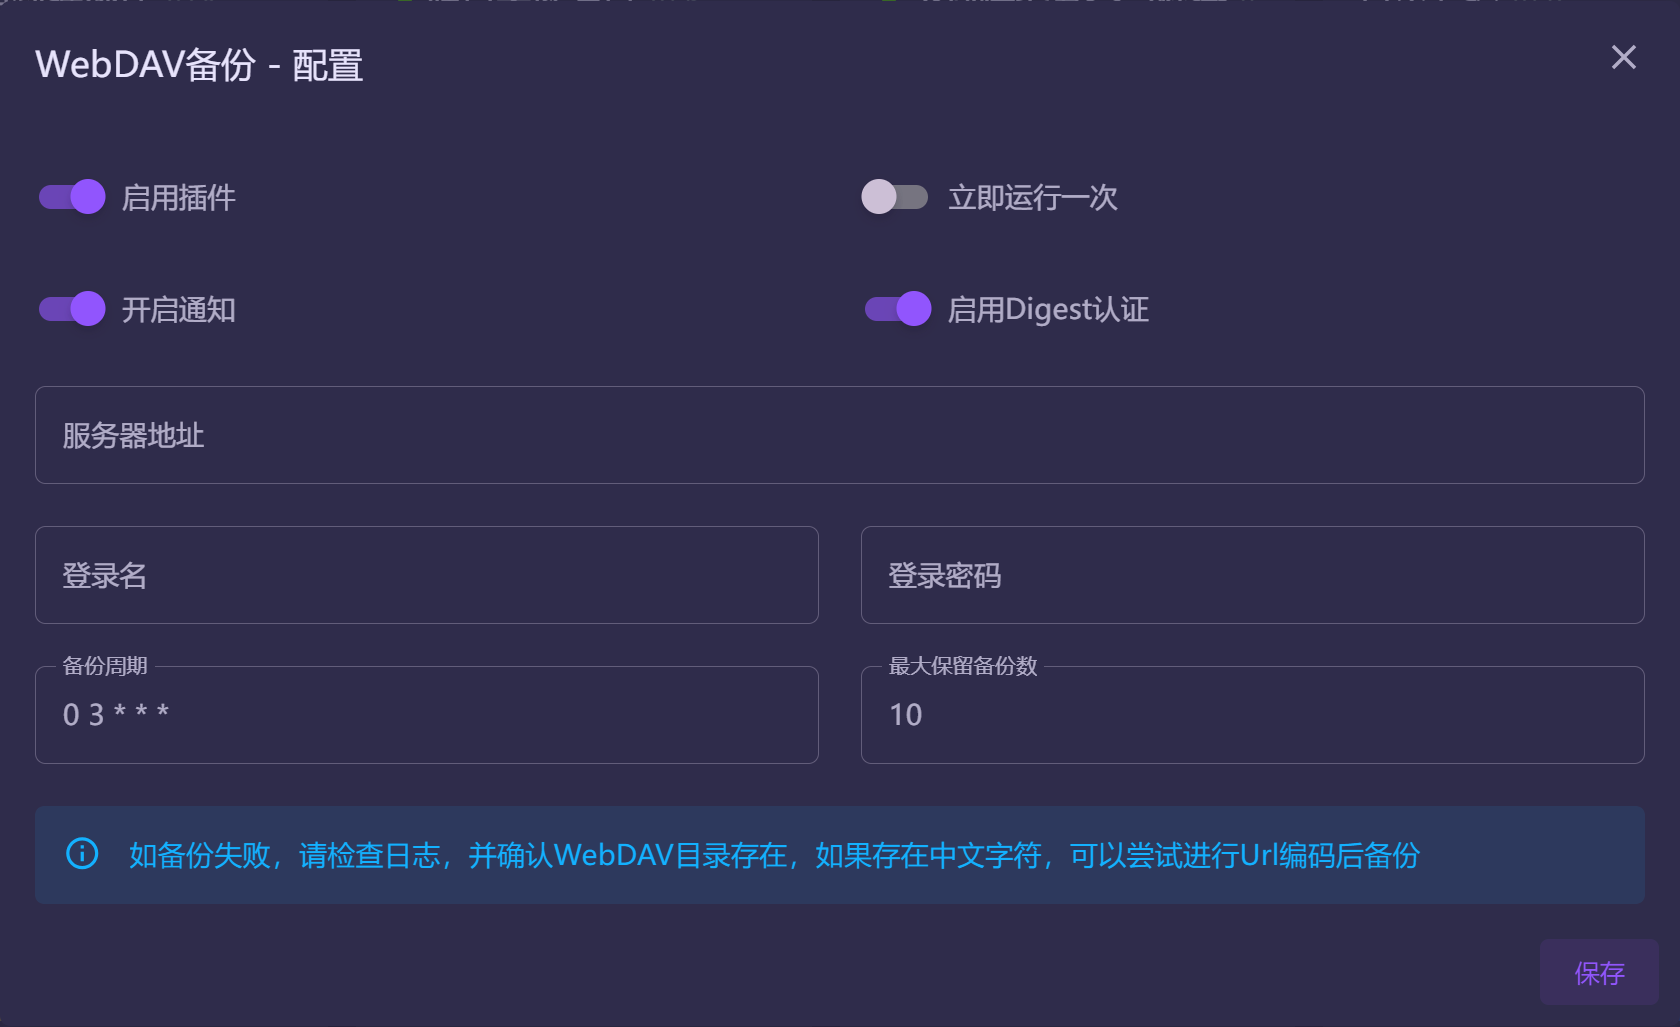 WebDAV备份 - 配置
启用插件
立即运行一次
开启通知
启用Digest认证
服务器地址
登录名
登录密码
备份周期
0 3 * * *
最大保留备份数
10
如备份失败，请检查日志，并确认WebDAV目录存在，如果存在中文字符，可以尝试进行Url编码后备份
保存